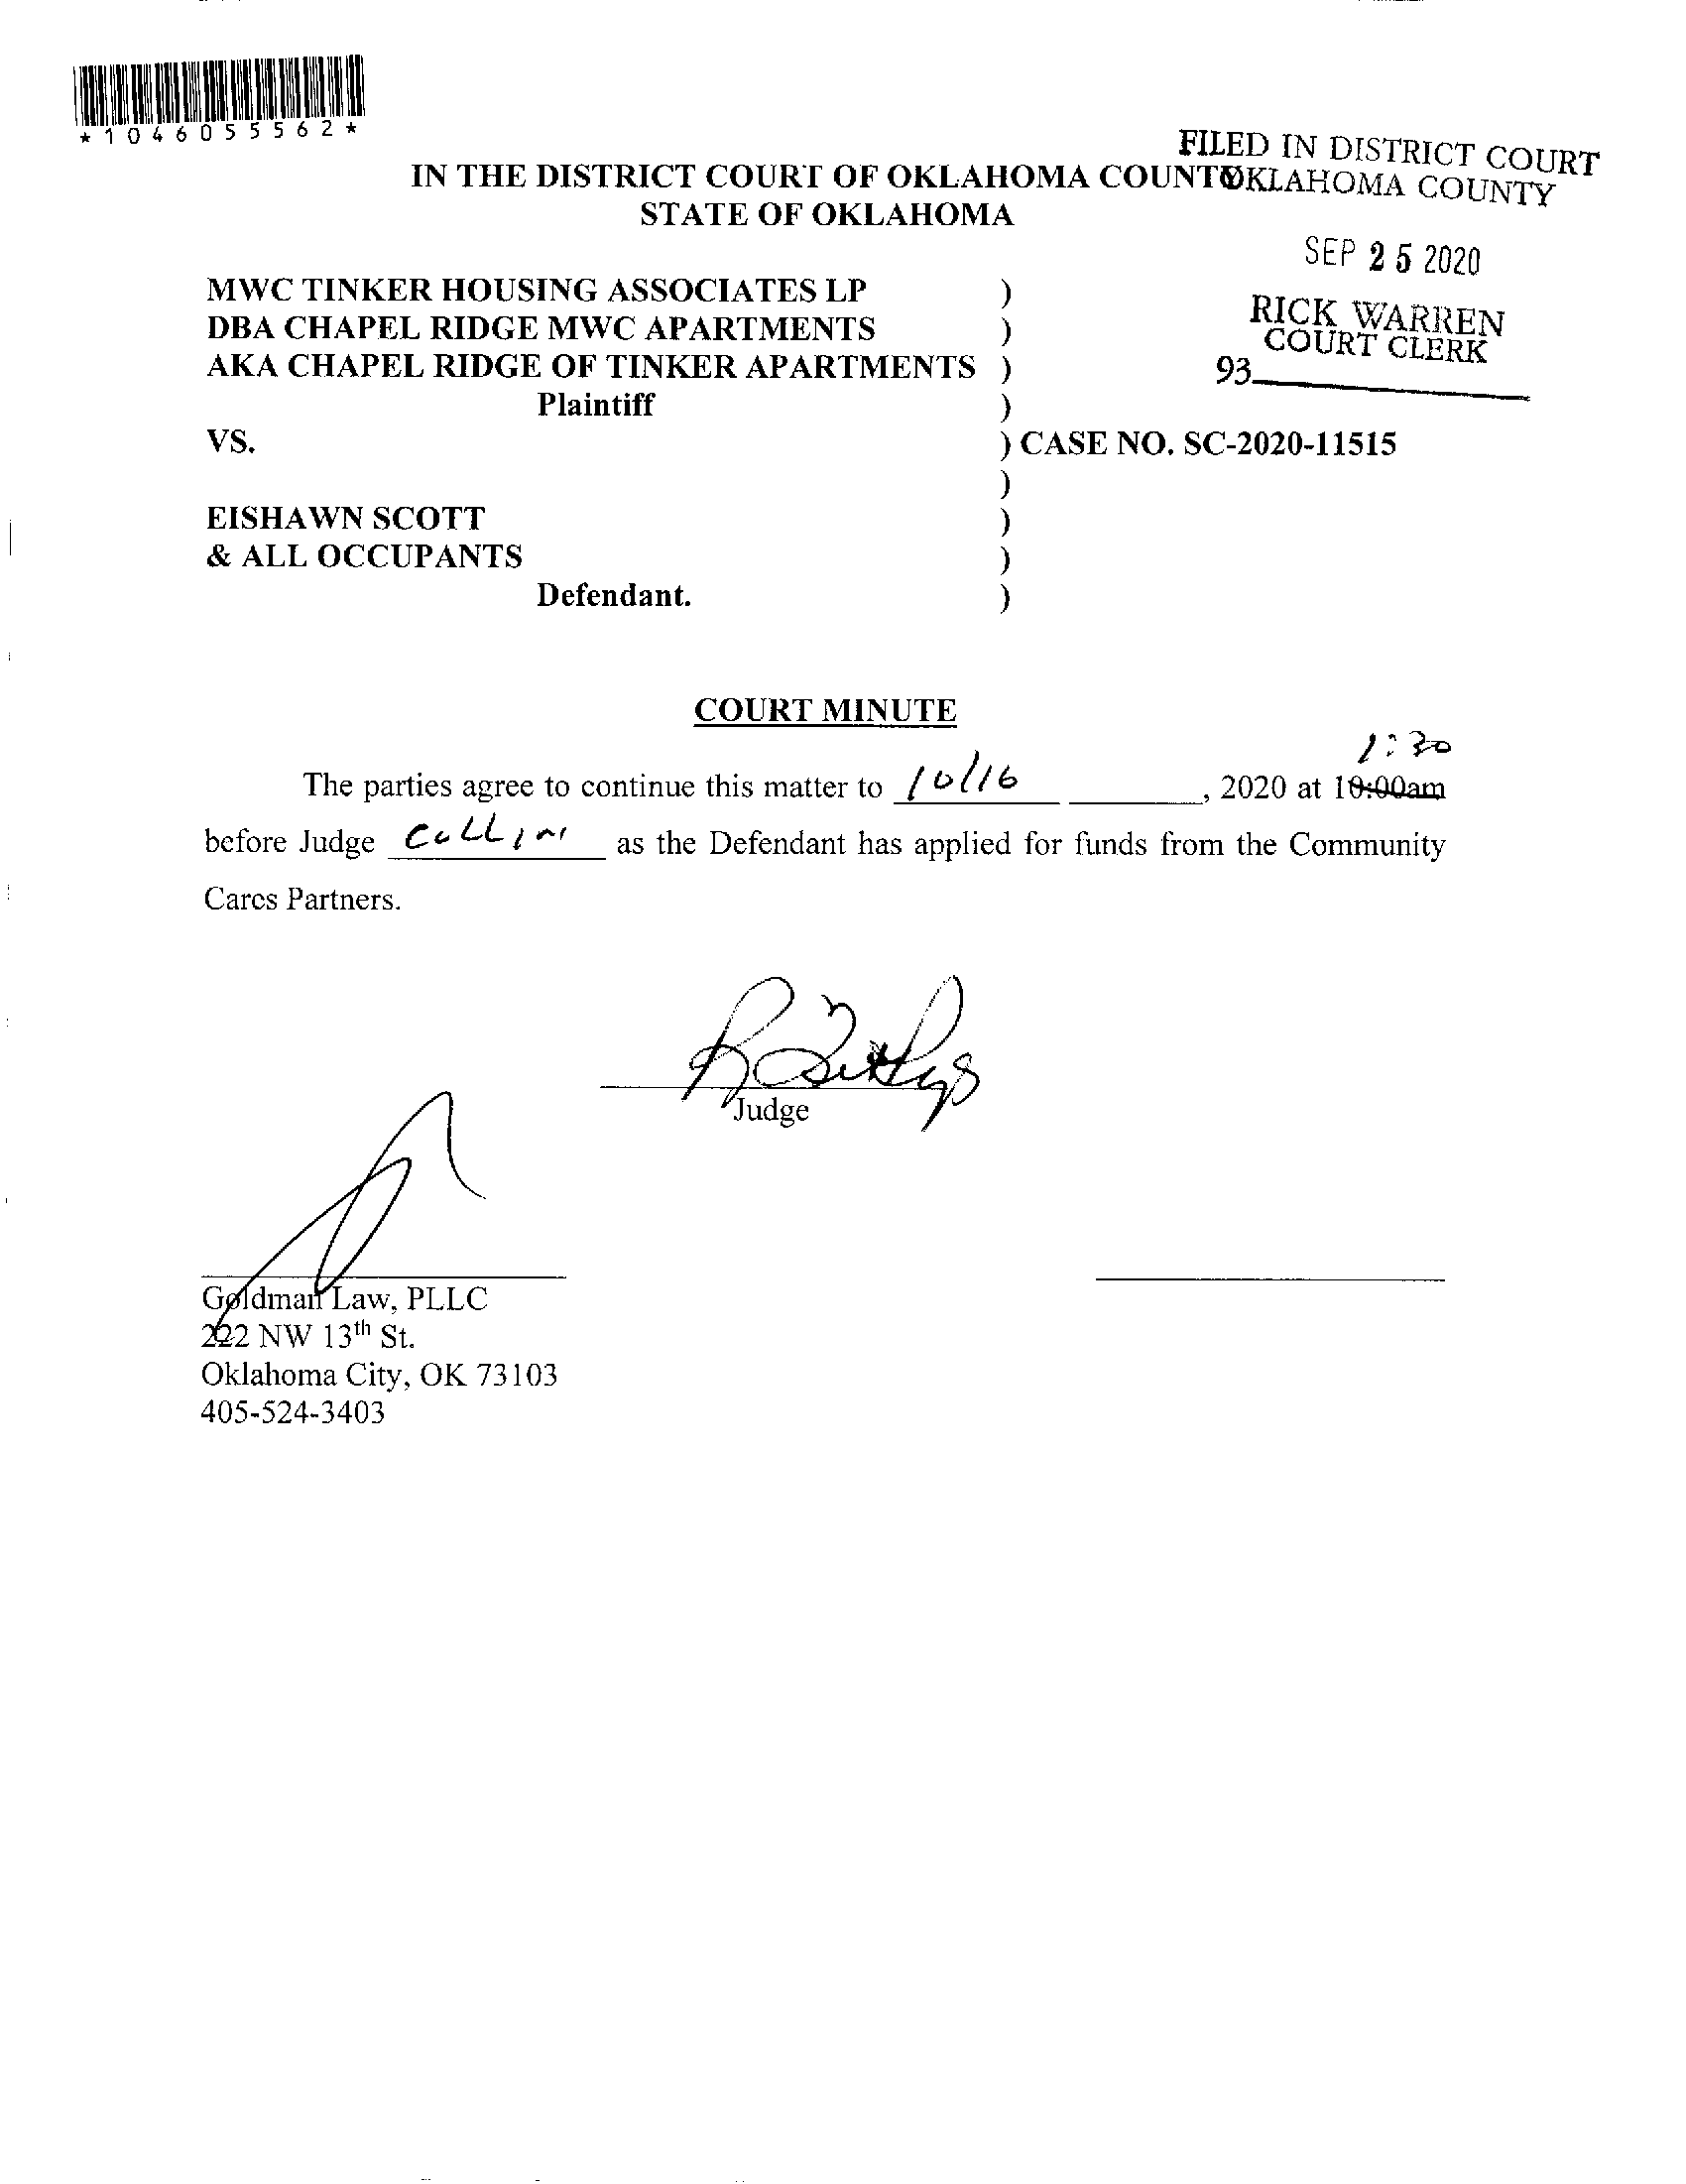 *1046055562*
FILED IN DISTRICT COURT
OKLAHOMA COUNTY
IN THE DISTRICT COURT OF OKLAHOMA COUNTY
STATE OF OKLAHOMA
SEP 25 2020
RICK WARREN
COURT CLERK
93
MWC TINKER HOUSING ASSOCIATES LP )
DBA CHAPEL RIDGE MWC APARTMENTS )
AKA CHAPEL RIDGE OF TINKER APARTMENTS )
Plaintiff )
VS. ) CASE NO. SC-2020-11515
)
EISHAWN SCOTT )
& ALL OCCUPANTS )
Defendant. )
COURT MINUTE
1:30
The parties agree to continue this matter to 10/16, 2020 at 10:00am
before Judge Collins as the Defendant has applied for funds from the Community
Cares Partners.
Judge
Goldman Law, PLLC
222 NW 13th St.
Oklahoma City, OK 73103
405-524-3403